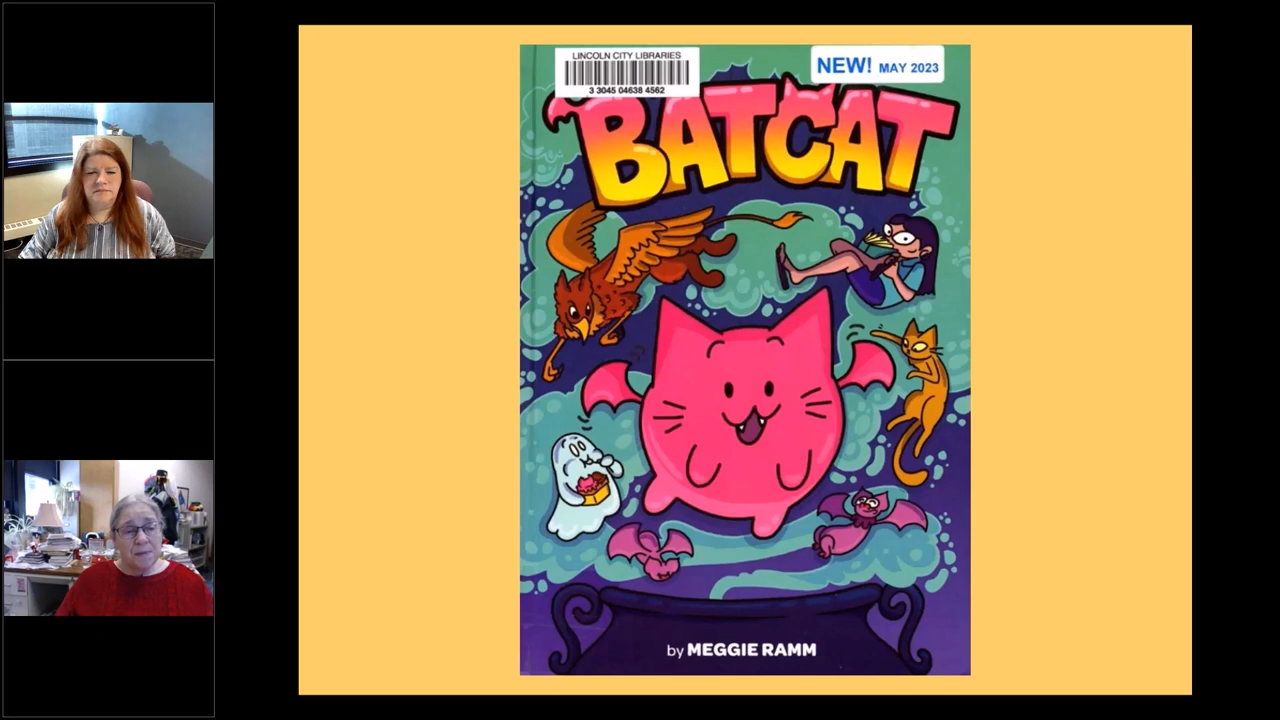 LINCOLN CITY LIBRARIES
3 3045 04638 4562
NEW! MAY 2023
BATCAT
by MEGGIE RAMM